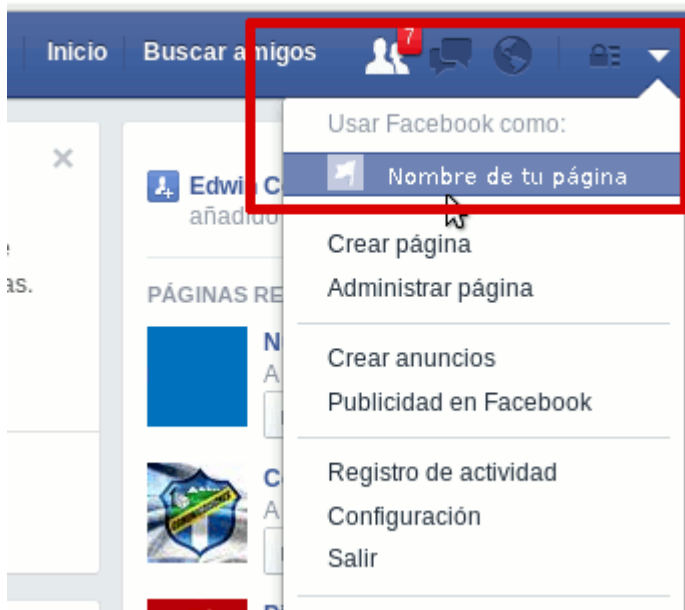 Inicio
Buscar amigos
7
Usar Facebook como:
Nombre de tu página
Edwin C
añadido
Crear página
as.
Administrar página
PÁGINAS RE
Crear anuncios
A
Publicidad en Facebook
Registro de actividad
A
Configuración
Salir